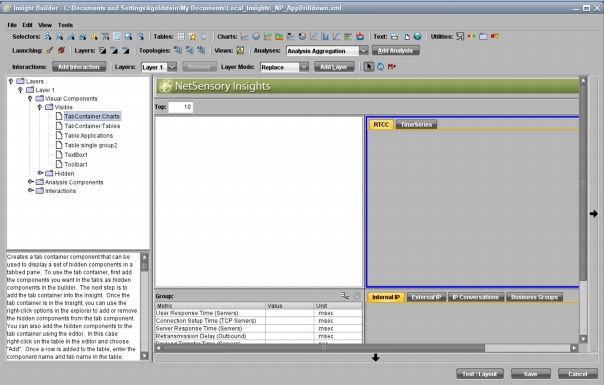 Insight Builder - C:\Documents and Settings\kgoldstein\My Documents\Local_Insights\_NP_AppDrilldown.xml
File Edit View Tools
Selectors: Tables: Charts: Text: Utilities:
Launching: Layers: Topologies: Views: Analyses: Analysis Aggregation Add Analysis
Interactions: Add Interaction Layers: Layer 1 Remove Layer Mode: Replace Add Layer M+
Layers
Layer 1
Visual Components
Visible
TabContainer:Charts
TabContainer:Tables
Table:Applications
Table:single group2
TextBox1
Toolbar1
Hidden
Analysis Components
Interactions
Creates a tab container component that can be
used to display a set of hidden components in a
tabbed pane. To use the tab container, first add
the components you want in the tabs as hidden
components in the builder. The next step is to
add the tab container into the Insight. Once the
tab container is in the Insight, you can use the
right-click options in the explorer to add or remove
the hidden components from the tab component.
You can also add the hidden components to the
tab container using the editor. In this case
right-click on the table in the editor and choose
"Add". Once a row is added to the table, enter the
component name and tab name in the table.
NetSensory Insights
Top: 10
RTCC TimeSeries
Group:
Metric Value Unit
User Response Time (Servers) msec
Connection Setup Time (TCP Servers) msec
Server Response Time (Servers) msec
Retransmission Delay (Outbound) msec
Payload Transfer Time (Servers) msec
Internal IP External IP IP Conversations Business Groups
Test / Layout Save Cancel